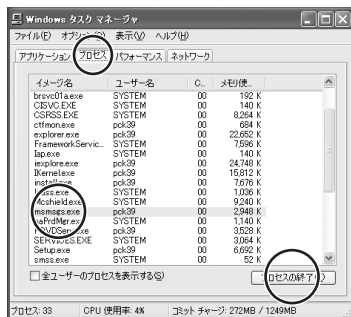 Windows タスク マネージャ
ファイル(F) オプション(O) 表示(V) ヘルプ(H)
アプリケーション プロセス パフォーマンス ネットワーク
イメージ名 ユーザー名 C... メモリ使...
brsvc01a.exe SYSTEM 00 192 K
CISVC.EXE SYSTEM 00 140 K
CSRSS.EXE SYSTEM 00 8,264 K
ctfmon.exe pck39 00 684 K
explorer.exe pck39 00 22,652 K
FrameworkServic... SYSTEM 00 7,596 K
Iap.exe SYSTEM 00 140 K
iexplore.exe pck39 00 24,748 K
IKernel.exe pck39 00 15,812 K
install.exe pck39 00 7,676 K
lsass.exe SYSTEM 00 1,036 K
Mcshield.exe SYSTEM 00 9,240 K
msmsgs.exe pck39 00 2,948 K
naPrdMgr.exe SYSTEM 00 1,140 K
pck39 00 3,528 K
SERVICES.EXE SYSTEM 00 3,064 K
Setup.exe pck39 00 6,692 K
smss.exe SYSTEM 00 52 K
全ユーザーのプロセスを表示する(S) プロセスの終了(E)
プロセス: 33 CPU 使用率: 4% コミット チャージ: 272MB / 1249MB